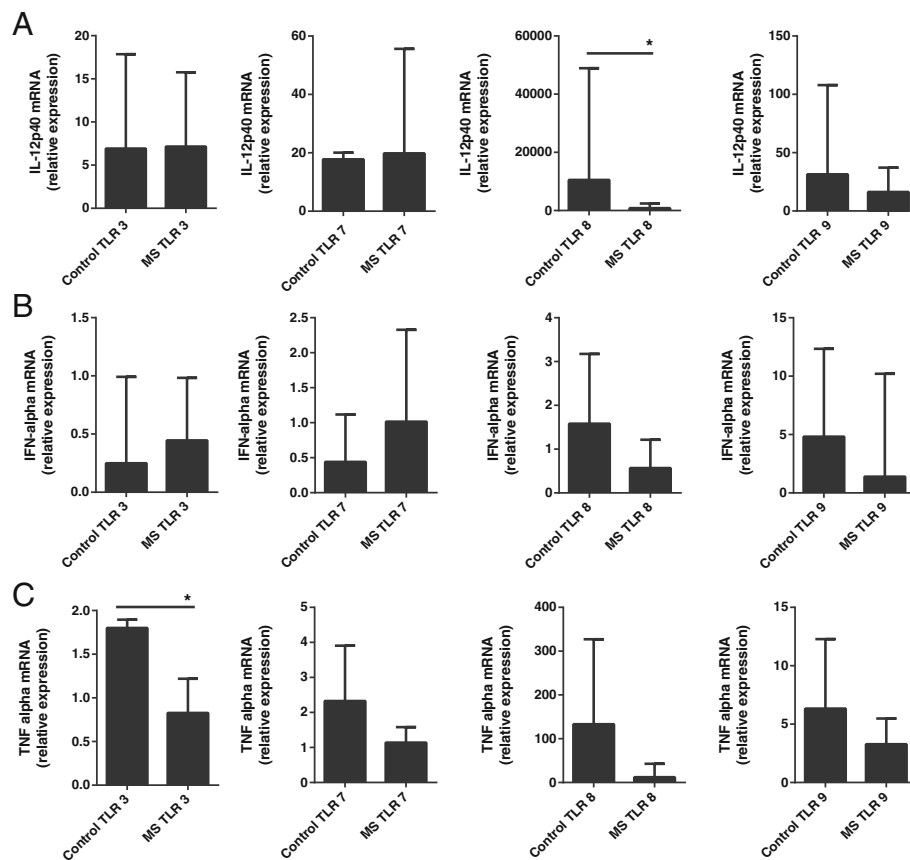 A
IL-12p40 mRNA
(relative expression)
20
15
10
5
0
Control TLR 3
MS TLR 3
IL-12p40 mRNA
(relative expression)
60
40
20
0
Control TLR 7
MS TLR 7
IL-12p40 mRNA
(relative expression)
60000
40000
20000
0
*
Control TLR 8
MS TLR 8
IL-12p40 mRNA
(relative expression)
150
100
50
0
Control TLR 9
MS TLR 9
B
IFN-alpha mRNA
(relative expression)
1.5
1.0
0.5
0.0
Control TLR 3
MS TLR 3
IFN-alpha mRNA
(relative expression)
2.5
2.0
1.5
1.0
0.5
0.0
Control TLR 7
MS TLR 7
IFN-alpha mRNA
(relative expression)
4
3
2
1
0
Control TLR 8
MS TLR 8
IFN-alpha mRNA
(relative expression)
15
10
5
0
Control TLR 9
MS TLR 9
C
TNF alpha mRNA
(relative expression)
2.0
1.5
1.0
0.5
0.0
*
Control TLR 3
MS TLR 3
TNF alpha mRNA
(relative expression)
5
4
3
2
1
0
Control TLR 7
MS TLR 7
TNF alpha mRNA
(relative expression)
400
300
200
100
0
Control TLR 8
MS TLR 8
TNF alpha mRNA
(relative expression)
15
10
5
0
Control TLR 9
MS TLR 9